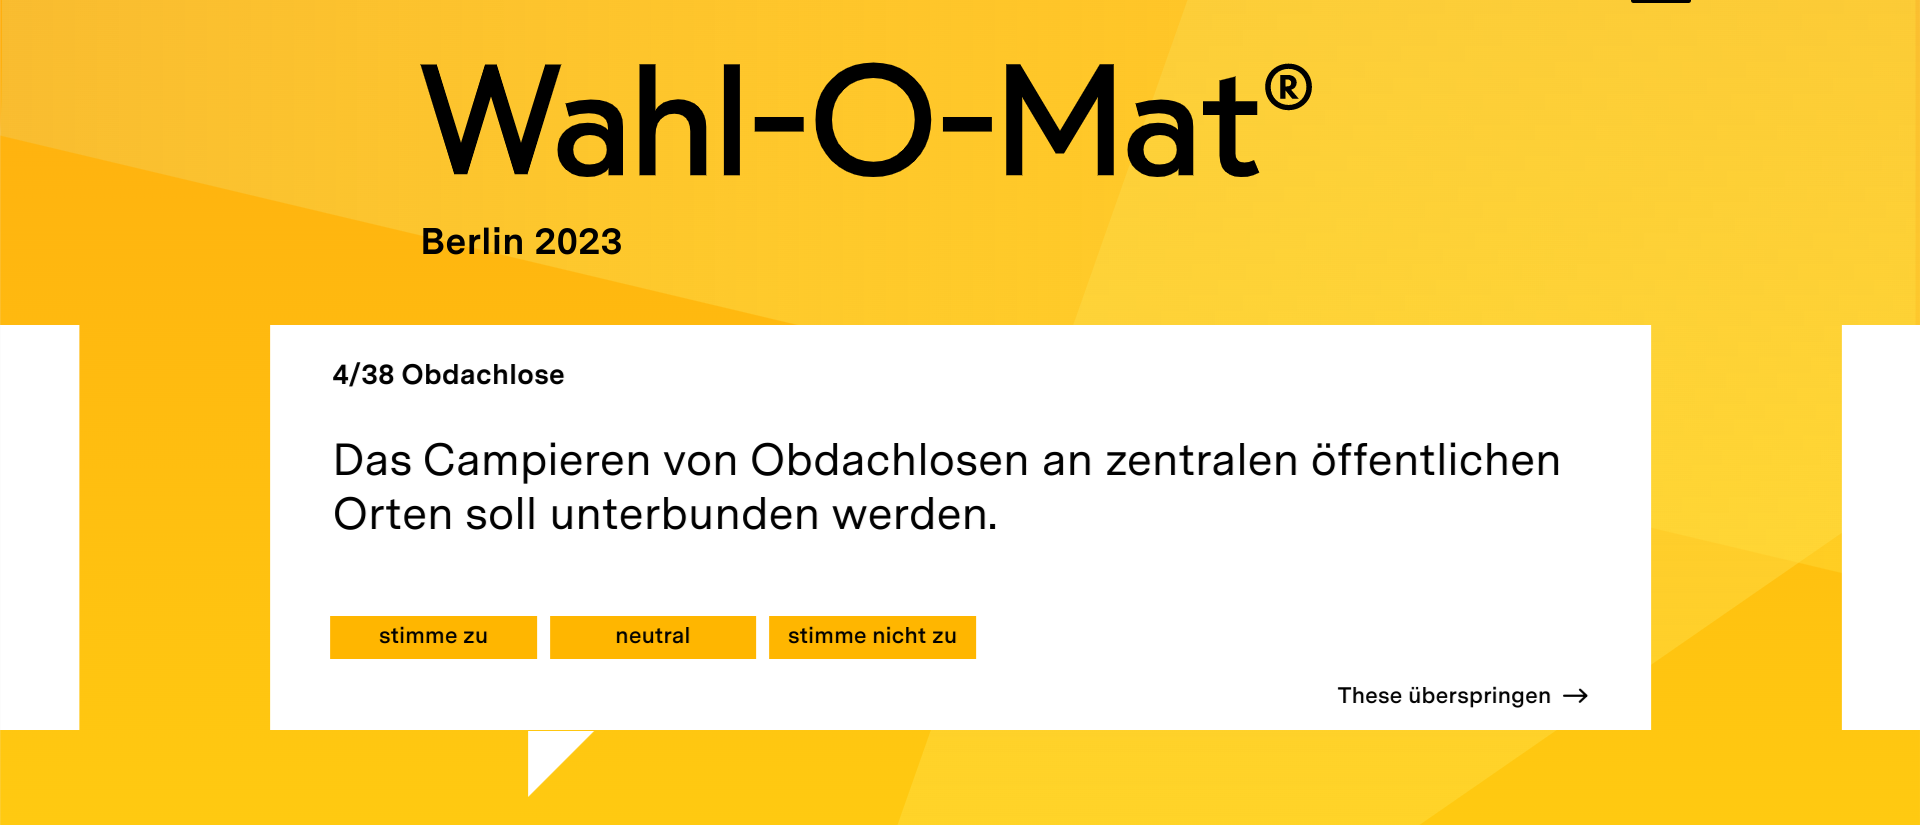 Wahl-O-Mat®
Berlin 2023
4/38 Obdachlose
Das Campieren von Obdachlosen an zentralen öffentlichen
Orten soll unterbunden werden.
stimme zu neutral stimme nicht zu
These überspringen →